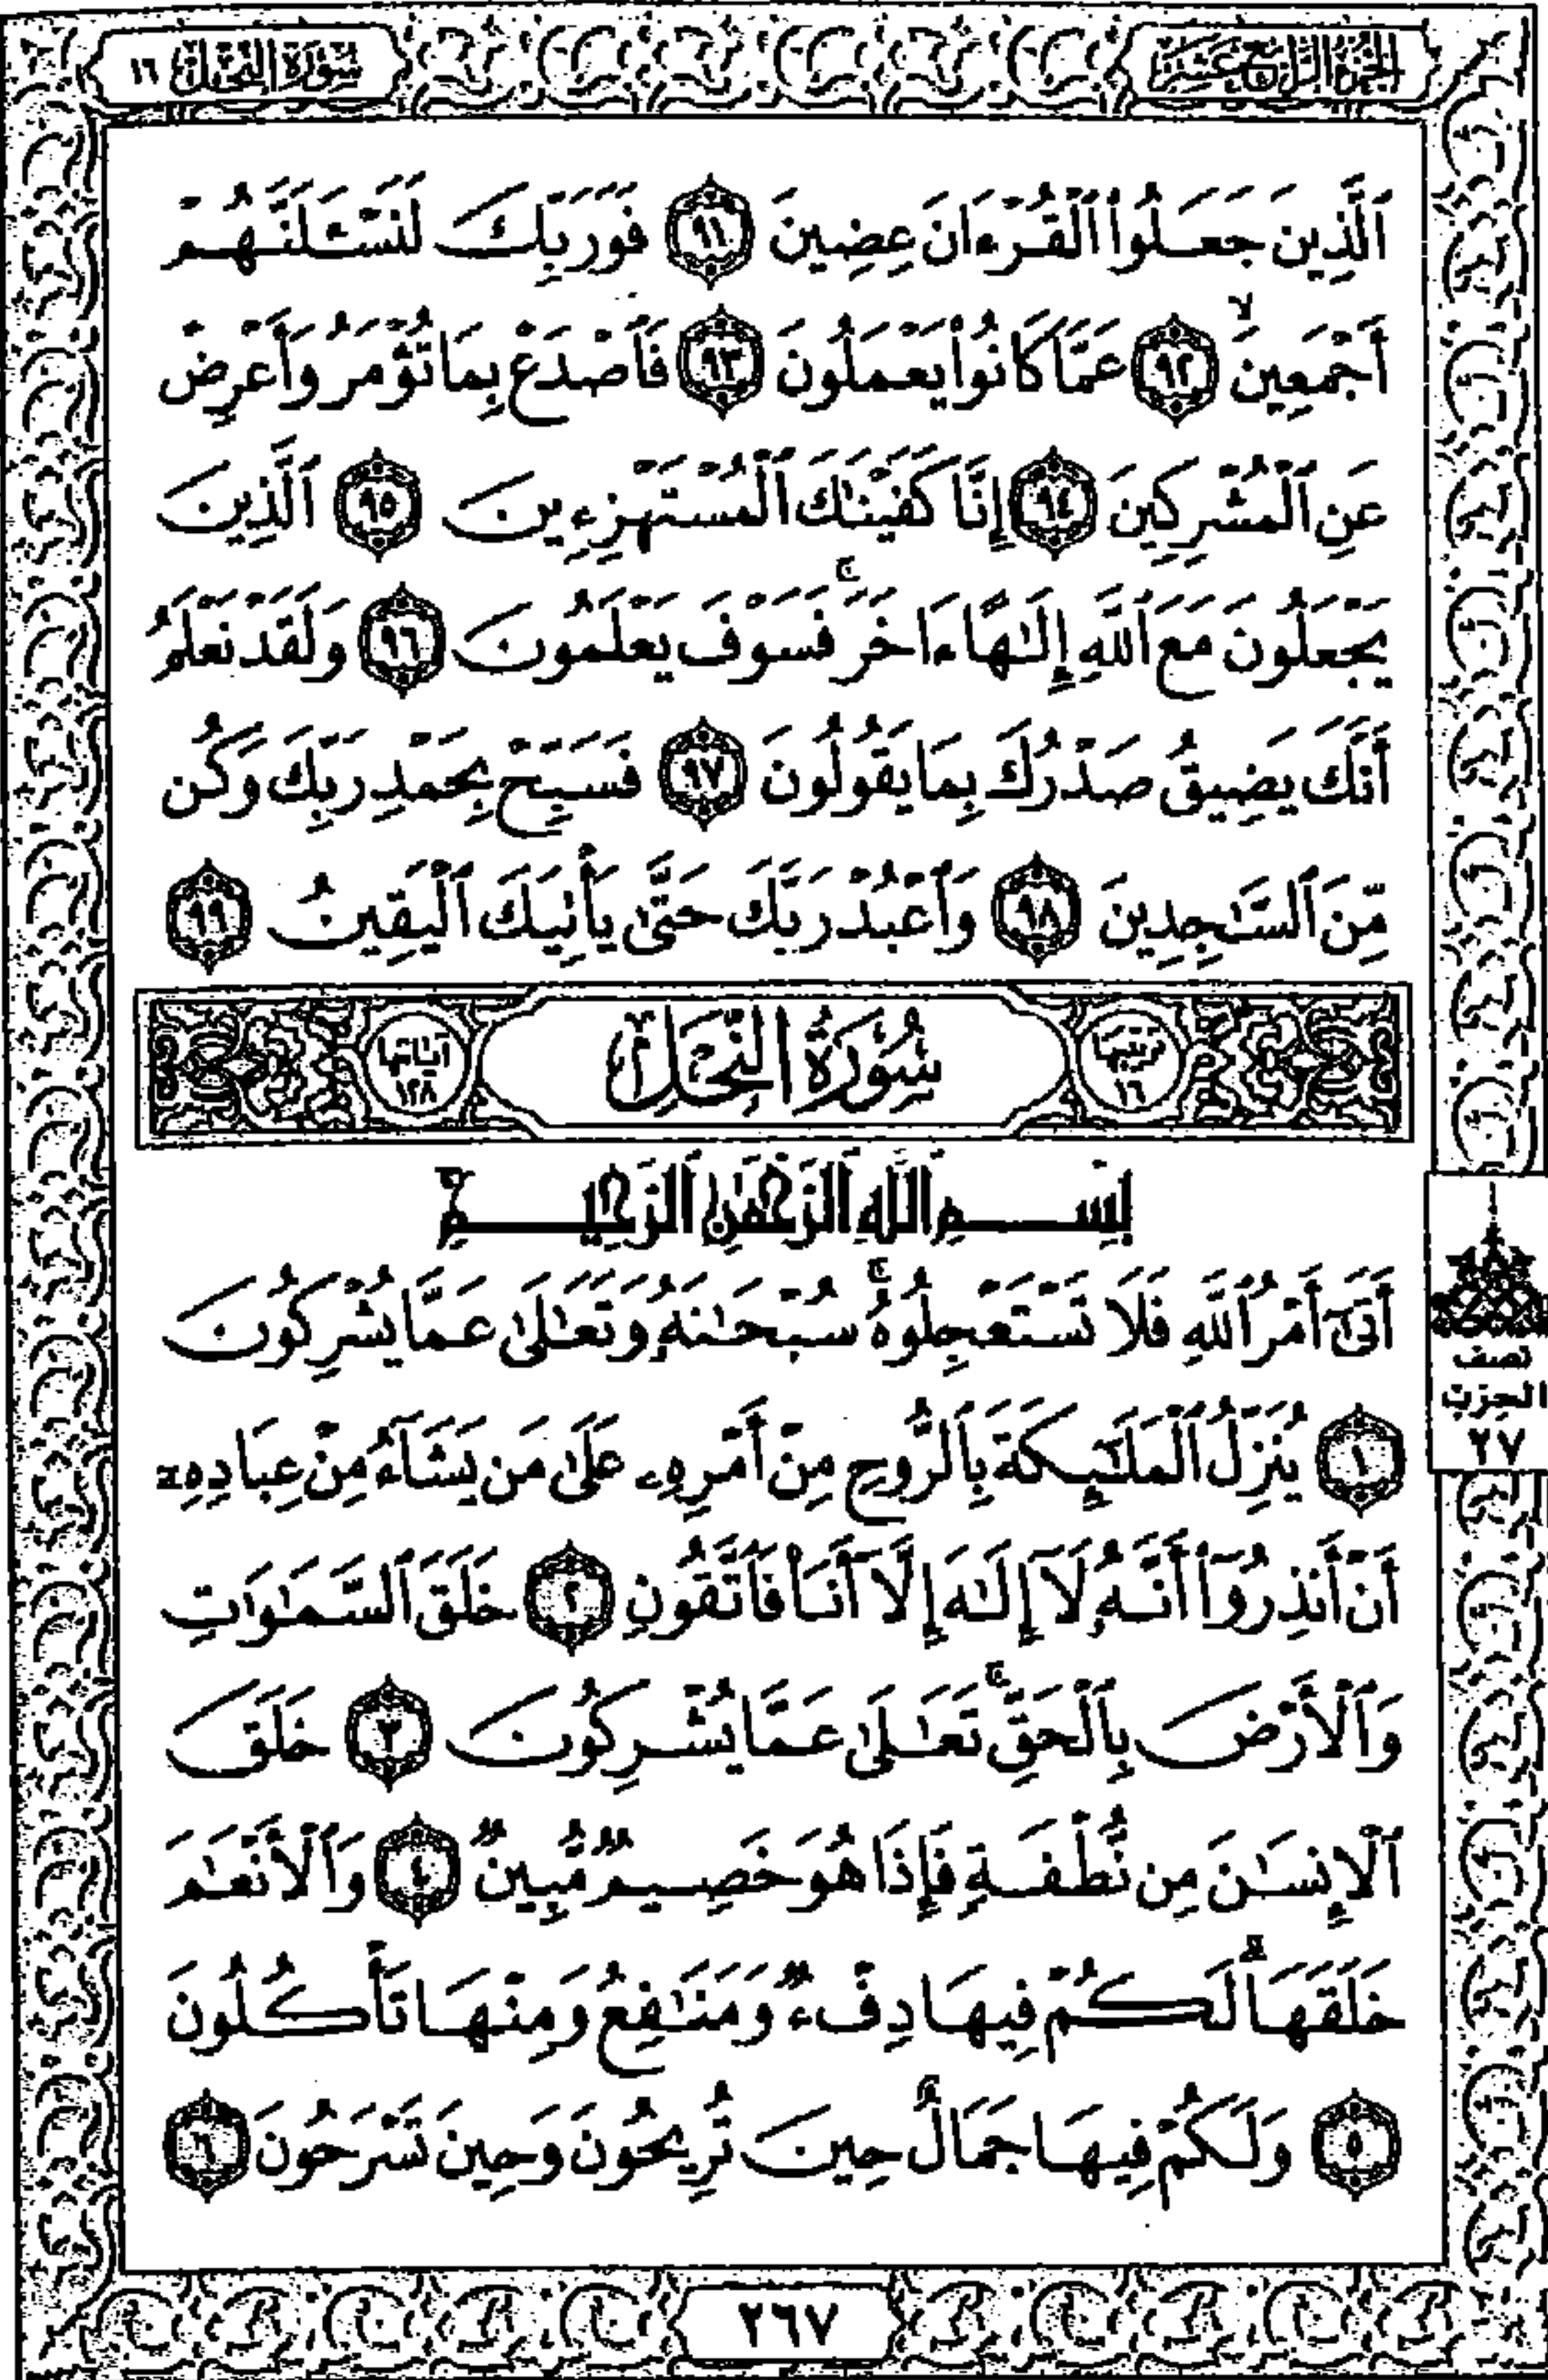 الجزء الرابع عشر
سورة النحل ١٦
ٱلَّذِينَ جَعَلُوا۟ ٱلْقُرْءَانَ عِضِينَ ٩١ فَوَرَبِّكَ لَنَسْـَٔلَنَّهُمْ
أَجْمَعِينَ ۙ ٩٢ عَمَّا كَانُوا۟ يَعْمَلُونَ ٩٣ فَٱصْدَعْ بِمَا تُؤْمَرُ وَأَعْرِضْ
عَنِ ٱلْمُشْرِكِينَ ٩٤ إِنَّا كَفَيْنَٰكَ ٱلْمُسْتَهْزِءِينَ ٩٥ ٱلَّذِينَ
يَجْعَلُونَ مَعَ ٱللَّهِ إِلَٰهًا ءَاخَرَ ۚ فَسَوْفَ يَعْلَمُونَ ٩٦ وَلَقَدْ نَعْلَمُ
أَنَّكَ يَضِيقُ صَدْرُكَ بِمَا يَقُولُونَ ٩٧ فَسَبِّحْ بِحَمْدِ رَبِّكَ وَكُن
مِّنَ ٱلسَّٰجِدِينَ ٩٨ وَٱعْبُدْ رَبَّكَ حَتَّىٰ يَأْتِيَكَ ٱلْيَقِينُ ٩٩
ترتيبها ١٦ سُورَةُ النَّحْلِ آياتها ١٢٨
بِسْمِ ٱللَّهِ ٱلرَّحْمَٰنِ ٱلرَّحِيمِ
أَتَىٰٓ أَمْرُ ٱللَّهِ فَلَا تَسْتَعْجِلُوهُ ۚ سُبْحَٰنَهُۥ وَتَعَٰلَىٰ عَمَّا يُشْرِكُونَ
١ يُنَزِّلُ ٱلْمَلَٰٓئِكَةَ بِٱلرُّوحِ مِنْ أَمْرِهِۦ عَلَىٰ مَن يَشَآءُ مِنْ عِبَادِهِۦٓ
أَنْ أَنذِرُوٓا۟ أَنَّهُۥ لَآ إِلَٰهَ إِلَّآ أَنَا۠ فَٱتَّقُونِ ٢ خَلَقَ ٱلسَّمَٰوَٰتِ
وَٱلْأَرْضَ بِٱلْحَقِّ ۚ تَعَٰلَىٰ عَمَّا يُشْرِكُونَ ٣ خَلَقَ
ٱلْإِنسَٰنَ مِن نُّطْفَةٍ فَإِذَا هُوَ خَصِيمٌ مُّبِينٌ ٤ وَٱلْأَنْعَٰمَ
خَلَقَهَا ۗ لَكُمْ فِيهَا دِفْءٌ وَمَنَٰفِعُ وَمِنْهَا تَأْكُلُونَ
٥ وَلَكُمْ فِيهَا جَمَالٌ حِينَ تُرِيحُونَ وَحِينَ تَسْرَحُونَ ٦
نصف
الحزب
٢٧
٢٦٧